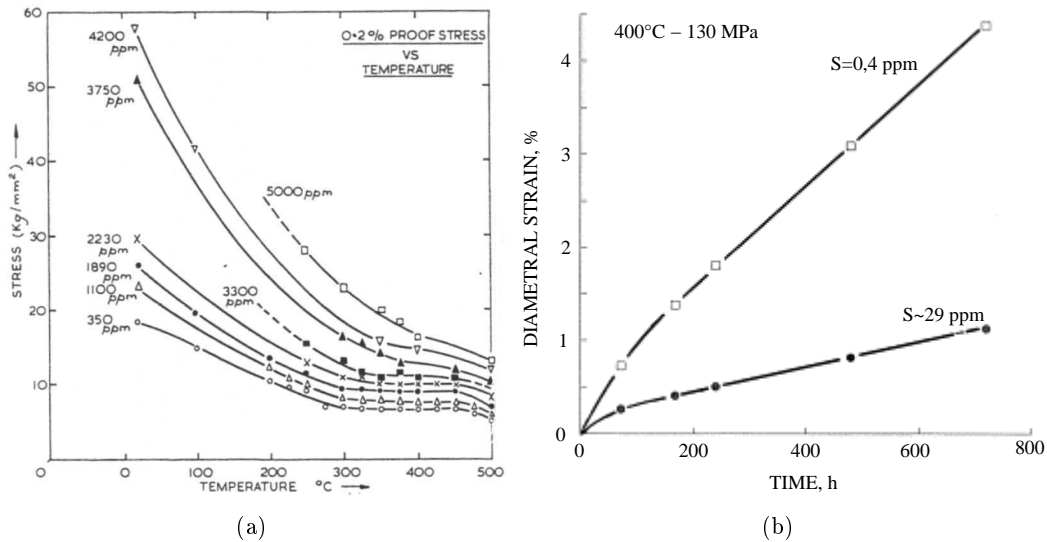 60
50
40
30
20
10
0
STRESS (Kg/mm²)
0·2% PROOF STRESS
VS
TEMPERATURE
4200
ppm
3750
ppm
5000ppm
2230
ppm
1890
ppm
1100
ppm
350
ppm
3300
ppm
0
100
200
300
400
500
TEMPERATURE °C
(a)
400°C – 130 MPa
S=0,4 ppm
S~29 ppm
4
3
2
1
0
DIAMETRAL STRAIN, %
0
200
400
600
800
TIME, h
(b)